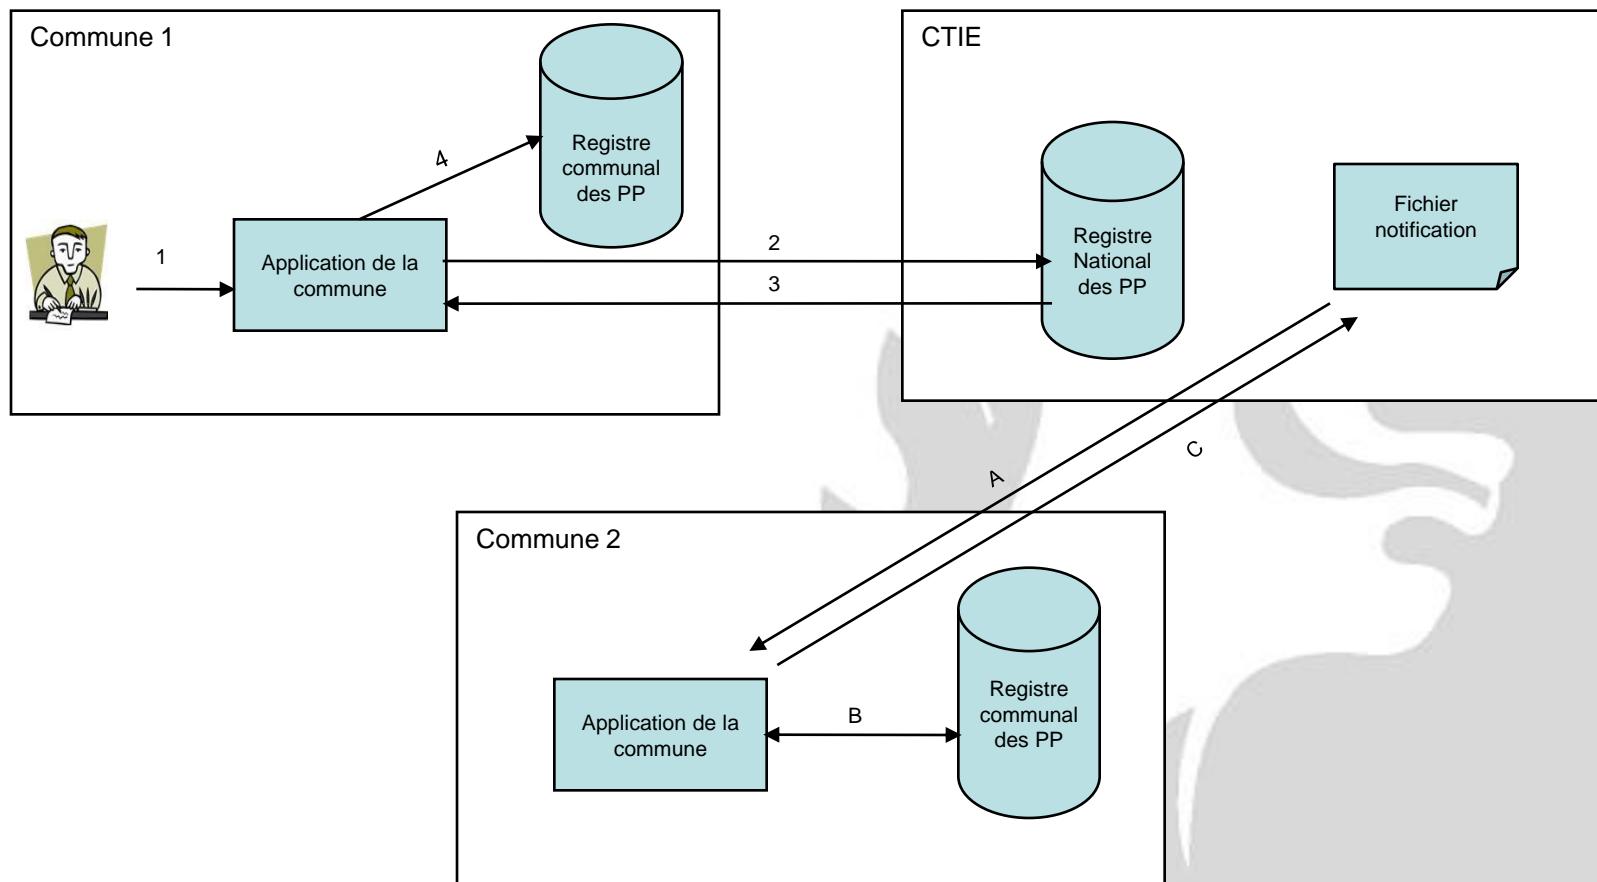 Commune 1
CTIE
Registre
communal
des PP
4
1
Application de la
commune
2
3
Registre
National
des PP
Fichier
notification
A
C
Commune 2
Application de la
commune
B
Registre
communal
des PP